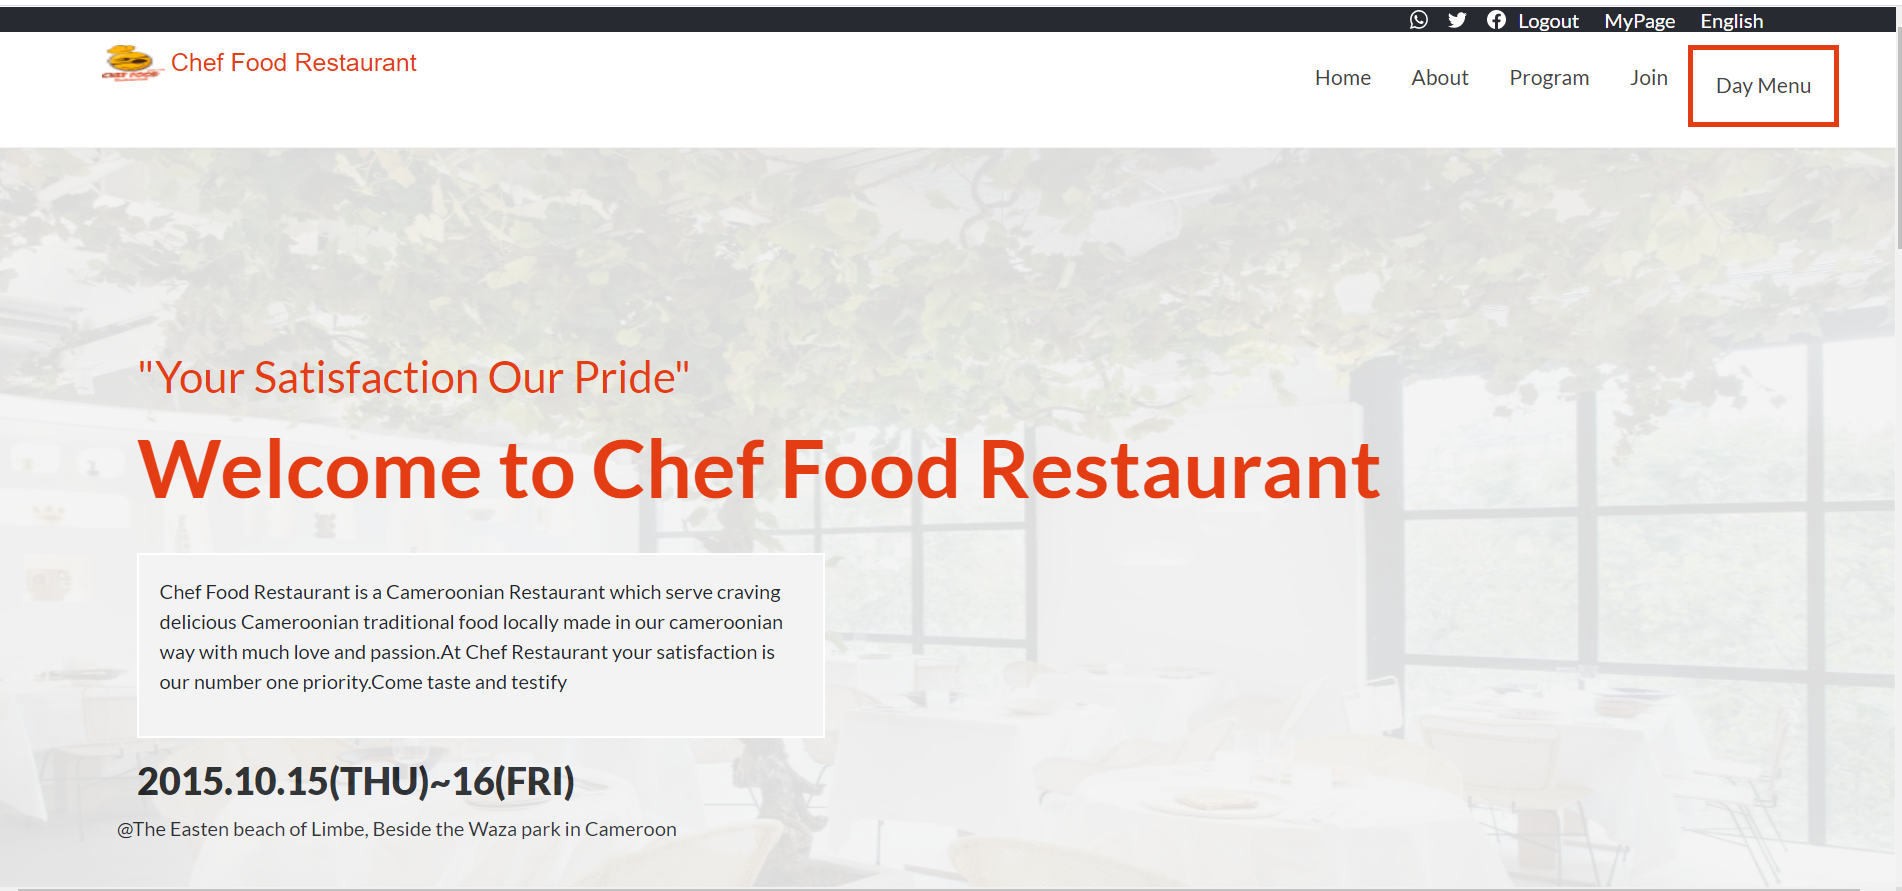 Logout MyPage English
CHEF FOOD
Chef Food Restaurant
Home About Program Join Day Menu
"Your Satisfaction Our Pride"
Welcome to Chef Food Restaurant
Chef Food Restaurant is a Cameroonian Restaurant which serve craving
delicious Cameroonian traditional food locally made in our cameroonian
way with much love and passion.At Chef Restaurant your satisfaction is
our number one priority.Come taste and testify
2015.10.15(THU)~16(FRI)
@The Easten beach of Limbe, Beside the Waza park in Cameroon